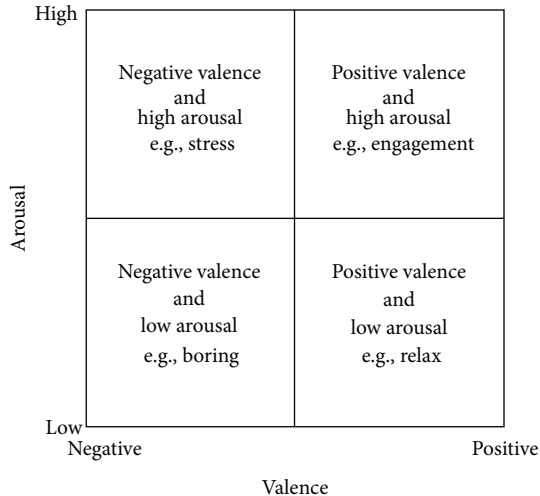 High
Negative valence
and
high arousal
e.g., stress
Positive valence
and
high arousal
e.g., engagement
Arousal
Negative valence
and
low arousal
e.g., boring
Positive valence
and
low arousal
e.g., relax
Low
Negative
Positive
Valence